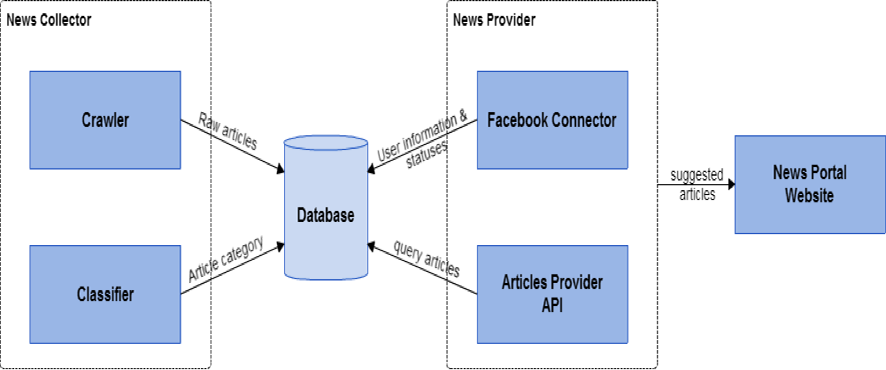 News Collector
Crawler
Classifier
Raw articles
Article category
Database
News Provider
User information &
statuses
query articles
Facebook Connector
Articles Provider
API
suggested
articles
News Portal
Website